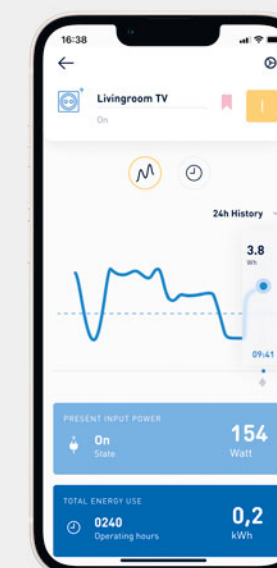 16:38
Livingroom TV
On
24h History
3.8
Wh
09:41
PRESENT INPUT POWER
On
State
154
Watt
TOTAL ENERGY USE
0240
Operating hours
0,2
kWh